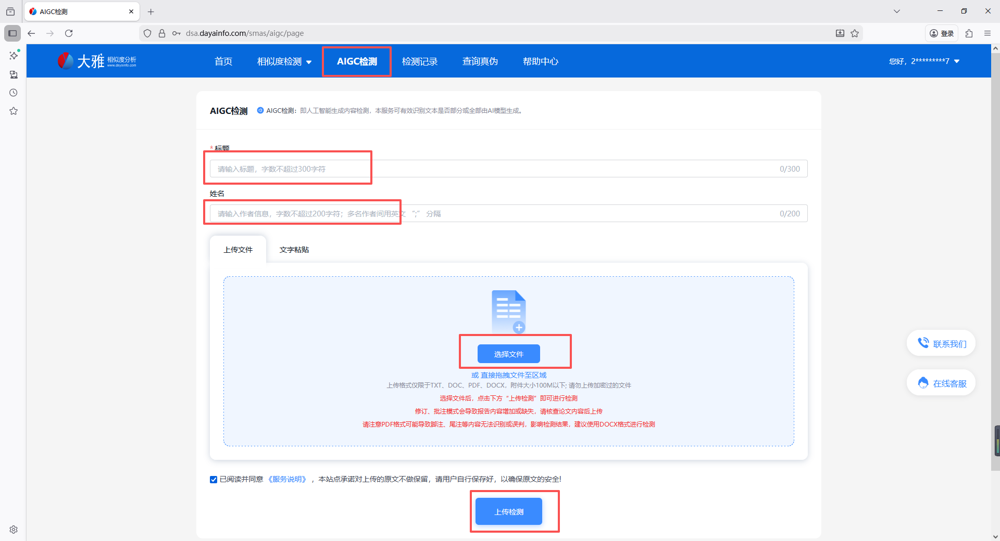 AIGC检测
dsa.dayainfo.com/smas/aigc/page
登录
大雅 相似度分析
www.dayainfo.com
首页 相似度检测 AIGC检测 检测记录 查询真伪 帮助中心
您好，2*********7
AIGC检测 AIGC检测：即人工智能生成内容检测，本服务可有效识别文本是否部分或全部由AI模型生成。
* 标题
请输入标题，字数不超过300字符 0/300
姓名
请输入作者信息，字数不超过200字符；多名作者间用英文 “;” 分隔 0/200
上传文件 文字粘贴
选择文件
或 直接拖拽文件至区域
上传格式仅限于TXT、DOC、PDF、DOCX，附件大小100M以下; 请勿上传加密过的文件
选择文件后，点击下方“上传检测”即可进行检测
修订、批注模式会导致报告内容增加或缺失，请核查论文内容后上传
请注意PDF格式可能导致脚注、尾注等内容无法识别或误判，影响检测结果，建议使用DOCX格式进行检测
联系我们
在线客服
已阅读并同意《服务说明》，本站点承诺对上传的原文不做保留，请用户自行保存好，以确保原文的安全!
上传检测